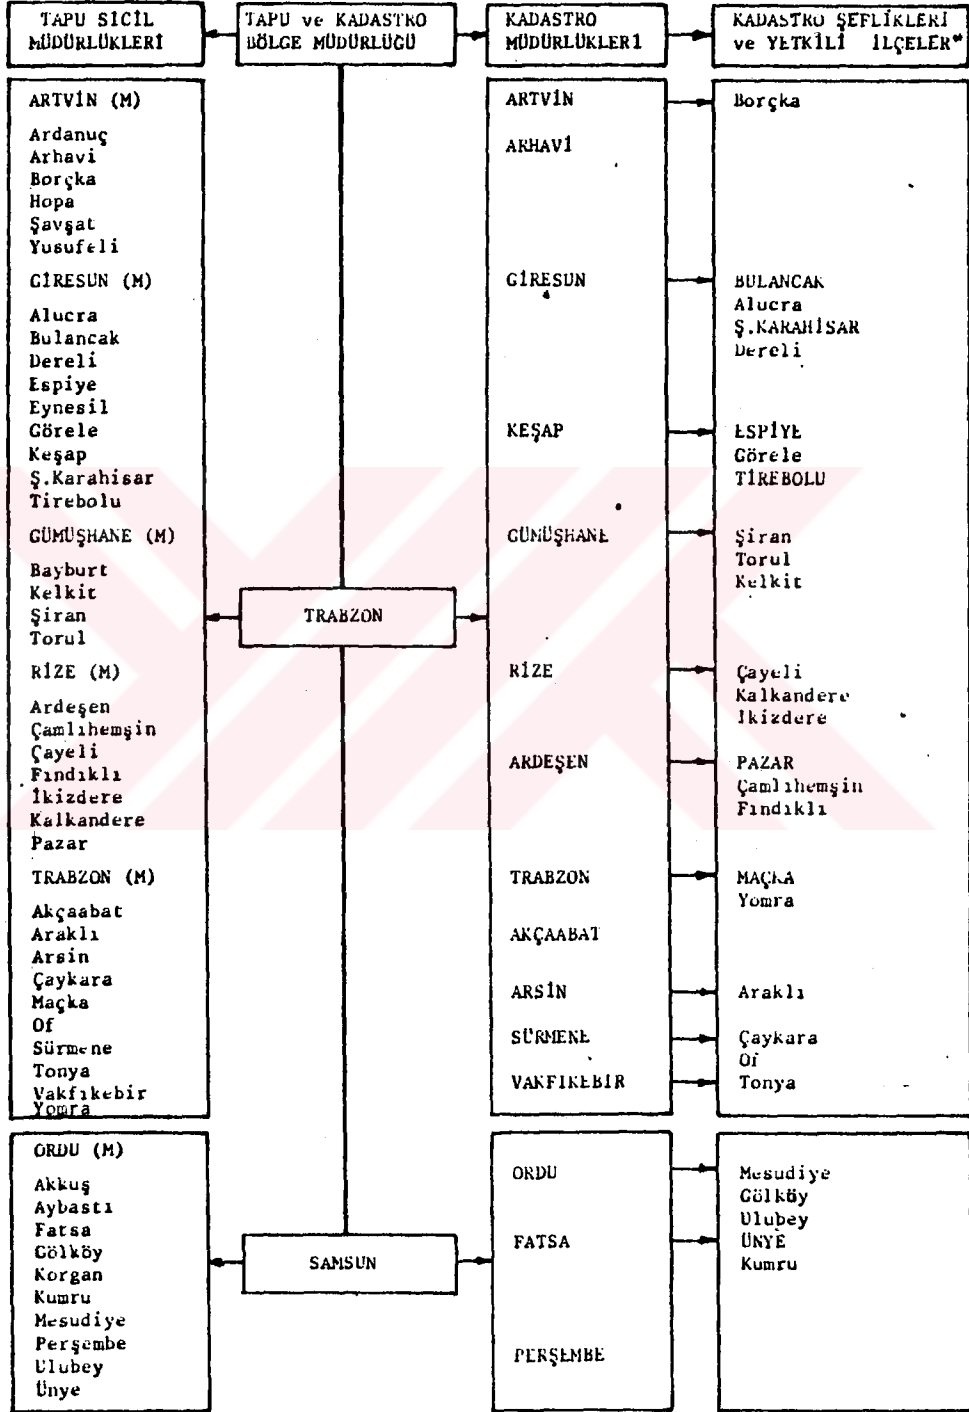 TAPU SİCİL
MÜDÜRLÜKLERİ
TAPU ve KADASTRO
BÖLGE MÜDÜRLÜĞÜ
KADASTRO
MÜDÜRLÜKLERİ
KADASTRO ŞEFLİKLERİ
ve YETKİLİ İLÇELER*
ARTVİN (M)
Ardanuç
Arhavi
Borçka
Hopa
Şavşat
Yusufeli
GİRESUN (M)
Alucra
Bulancak
Dereli
Espiye
Eynesil
Görele
Keşap
Ş.Karahisar
Tirebolu
GÜMÜŞHANE (M)
Bayburt
Kelkit
Şiran
Torul
RİZE (M)
Ardeşen
Çamlıhemşin
Çayeli
Fındıklı
İkizdere
Kalkandere
Pazar
TRABZON (M)
Akçaabat
Araklı
Arsin
Çaykara
Maçka
Of
Sürmene
Tonya
Vakfıkebir
Yomra
TRABZON
ARTVİN
ARHAVİ
GİRESUN
KEŞAP
GÜMÜŞHANE
RİZE
ARDEŞEN
TRABZON
AKÇAABAT
ARSİN
SÜRMENE
VAKFIKEBİR
Borçka
BULANCAK
Alucra
Ş.KARAHİSAR
Dereli
ESPİYE
Görele
TİREBOLU
Şiran
Torul
Kelkit
Çayeli
Kalkandere
İkizdere
PAZAR
Çamlıhemşin
Fındıklı
MAÇKA
Yomra
Araklı
Çaykara
Of
Tonya
ORDU (M)
Akkuş
Aybastı
Fatsa
Gölköy
Korgan
Kumru
Mesudiye
Perşembe
Ulubey
Ünye
SAMSUN
ORDU
FATSA
PERŞEMBE
Mesudiye
Gölköy
Ulubey
ÜNYE
Kumru